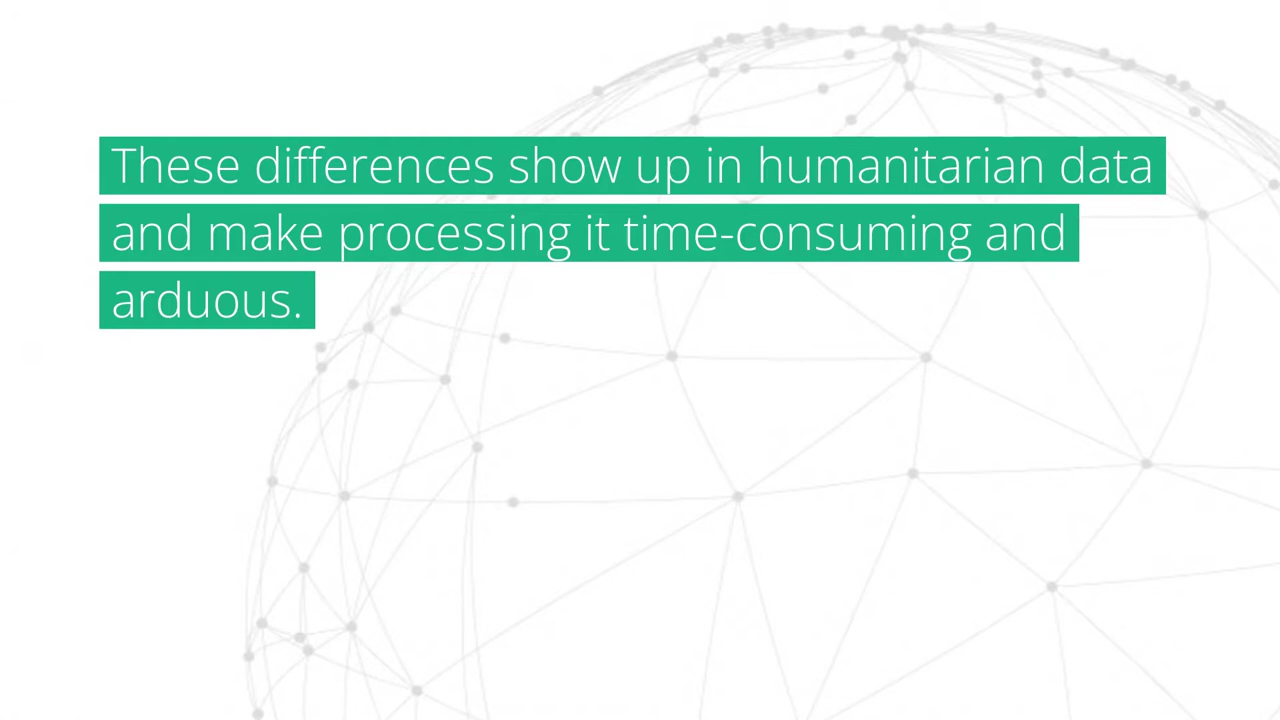 These differences show up in humanitarian data
and make processing it time-consuming and
arduous.